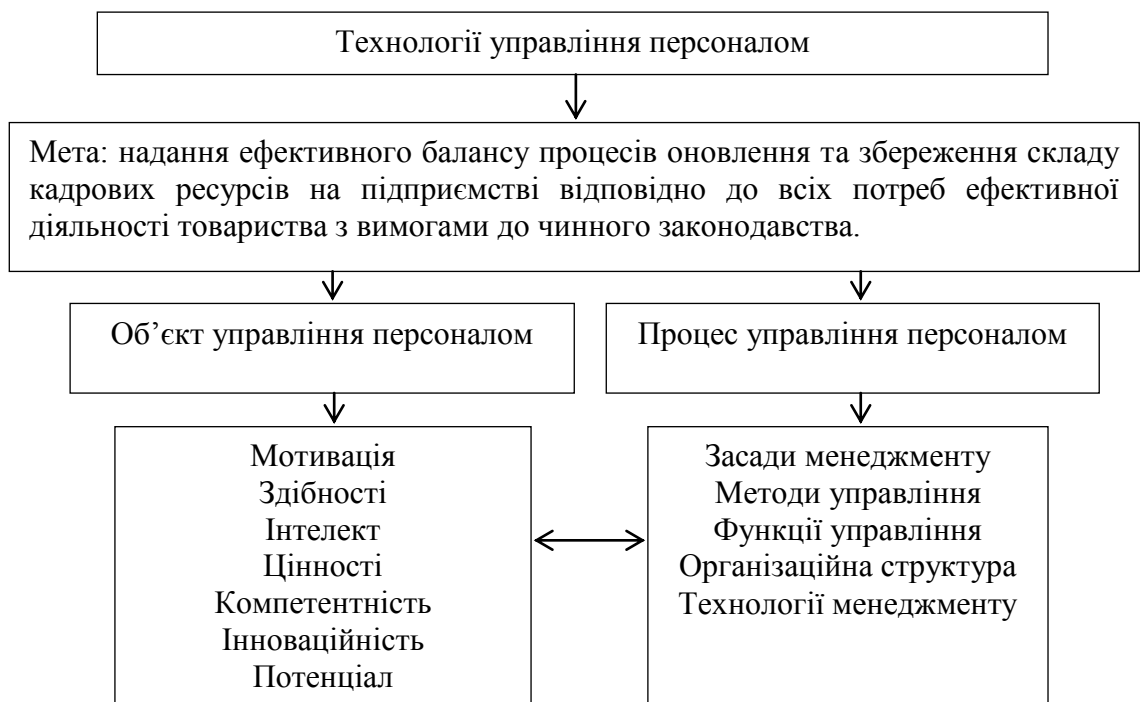 Технології управління персоналом
Мета: надання ефективного балансу процесів оновлення та збереження складу
кадрових ресурсів на підприємстві відповідно до всіх потреб ефективної
діяльності товариства з вимогами до чинного законодавства.
Об’єкт управління персоналом
Процес управління персоналом
Мотивація
Здібності
Інтелект
Цінності
Компетентність
Інноваційність
Потенціал
Засади менеджменту
Методи управління
Функції управління
Організаційна структура
Технології менеджменту